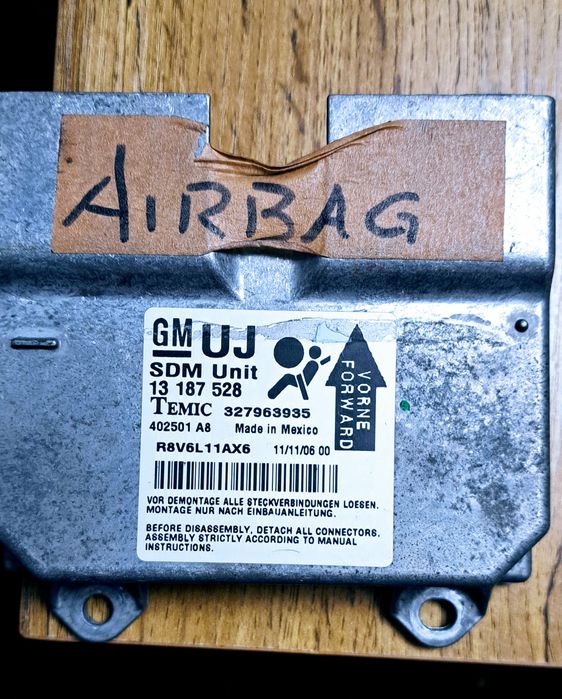 AIRBAG
GM UJ
SDM Unit
13 187 528
TEMIC 327963935
402501 A8 Made in Mexico
R8V6L11AX6 11/11/06 00
VORNE
FORWARD
VOR DEMONTAGE ALLE STECKVERBINDUNGEN LOESEN.
MONTAGE NUR NACH EINBAUANLEITUNG.
BEFORE DISASSEMBLY, DETACH ALL CONNECTORS.
ASSEMBLY STRICTLY ACCORDING TO MANUAL
INSTRUCTIONS.